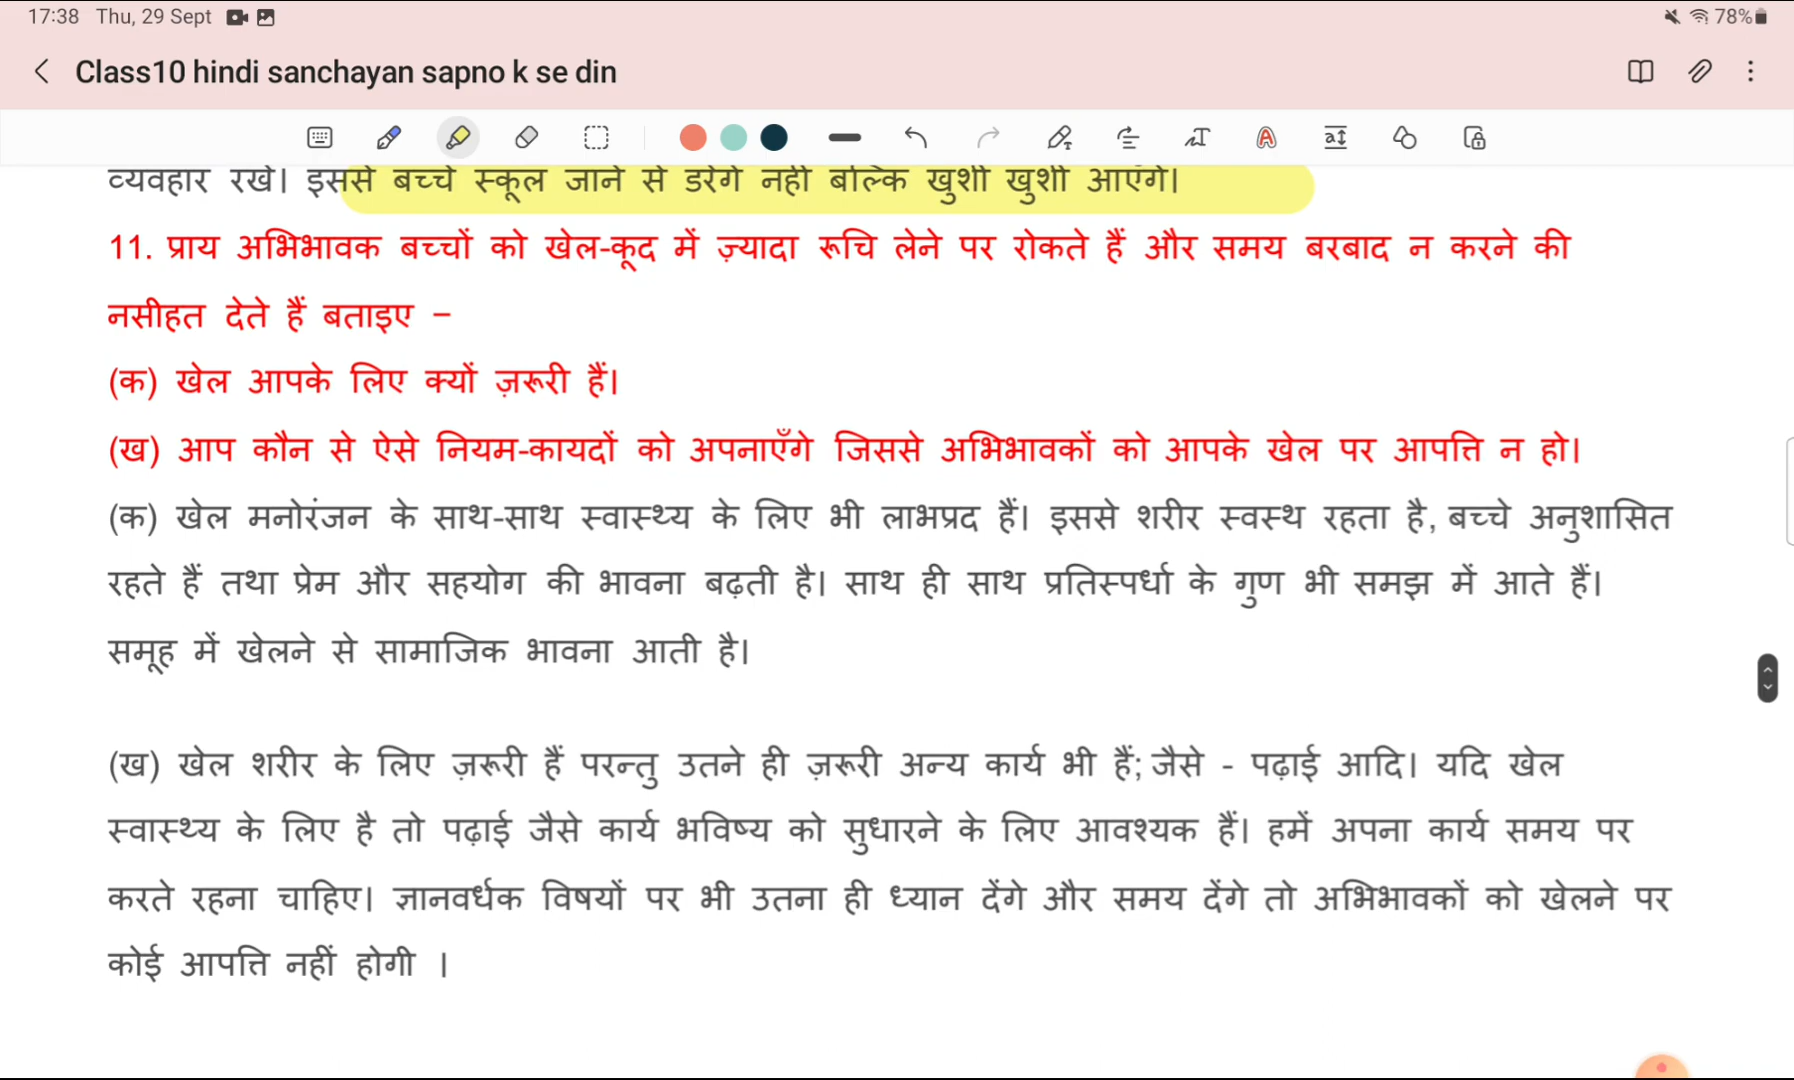 17:38 Thu, 29 Sept 78%
Class10 hindi sanchayan sapno k se din
व्यवहार रखे। इससे बच्चे स्कूल जाने से डरेंगे नहीं बल्कि खुशी खुशी आएँगे।
11. प्राय अभिभावक बच्चों को खेल-कूद में ज़्यादा रूचि लेने पर रोकते हैं और समय बरबाद न करने की
नसीहत देते हैं बताइए –
(क) खेल आपके लिए क्यों ज़रूरी हैं।
(ख) आप कौन से ऐसे नियम-कायदों को अपनाएँगे जिससे अभिभावकों को आपके खेल पर आपत्ति न हो।
(क) खेल मनोरंजन के साथ-साथ स्वास्थ्य के लिए भी लाभप्रद हैं। इससे शरीर स्वस्थ रहता है, बच्चे अनुशासित
रहते हैं तथा प्रेम और सहयोग की भावना बढ़ती है। साथ ही साथ प्रतिस्पर्धा के गुण भी समझ में आते हैं।
समूह में खेलने से सामाजिक भावना आती है।
(ख) खेल शरीर के लिए ज़रूरी हैं परन्तु उतने ही ज़रूरी अन्य कार्य भी हैं; जैसे - पढ़ाई आदि। यदि खेल
स्वास्थ्य के लिए है तो पढ़ाई जैसे कार्य भविष्य को सुधारने के लिए आवश्यक हैं। हमें अपना कार्य समय पर
करते रहना चाहिए। ज्ञानवर्धक विषयों पर भी उतना ही ध्यान देंगे और समय देंगे तो अभिभावकों को खेलने पर
कोई आपत्ति नहीं होगी ।